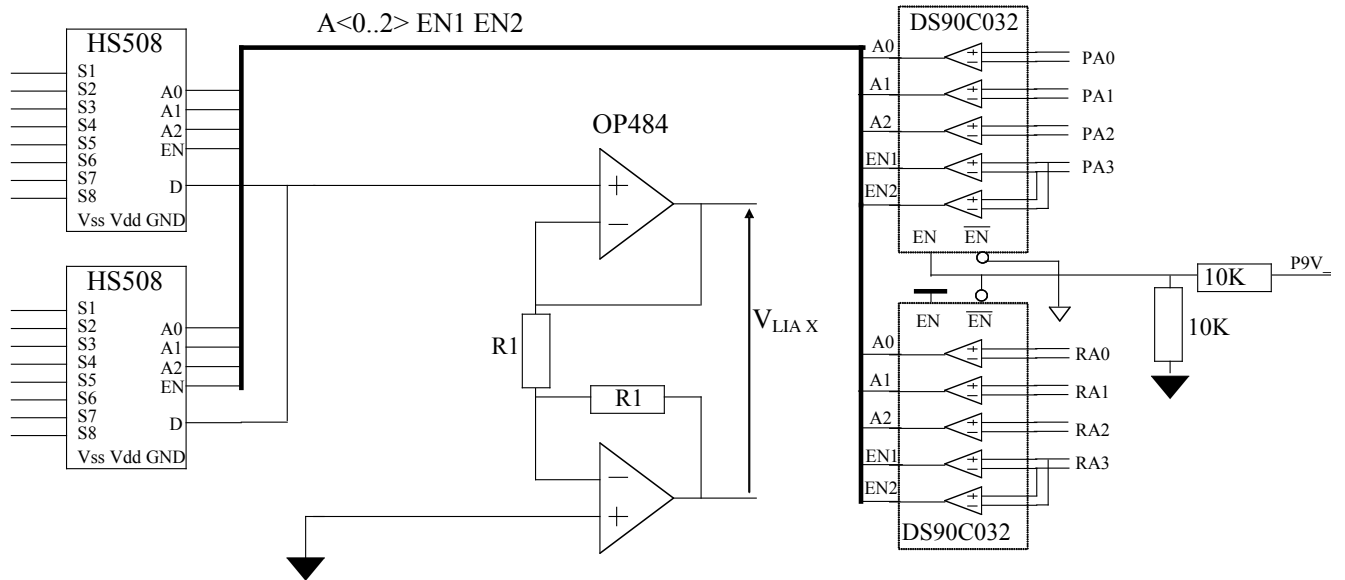 A<0..2> EN1 EN2
HS508
S1
S2
S3
S4
S5
S6
S7
S8
A0
A1
A2
EN
D
Vss Vdd GND
HS508
S1
S2
S3
S4
S5
S6
S7
S8
A0
A1
A2
EN
D
Vss Vdd GND
OP484
+
−
R1
R1
−
+
VLIA X
DS90C032
A0
+
−
PA0
A1
+
−
PA1
A2
+
−
PA2
EN1
+
−
PA3
EN2
+
−
EN
EN
P9V_
10K
10K
EN
EN
A0
+
−
RA0
A1
+
−
RA1
A2
+
−
RA2
EN1
+
−
RA3
EN2
+
−
DS90C032